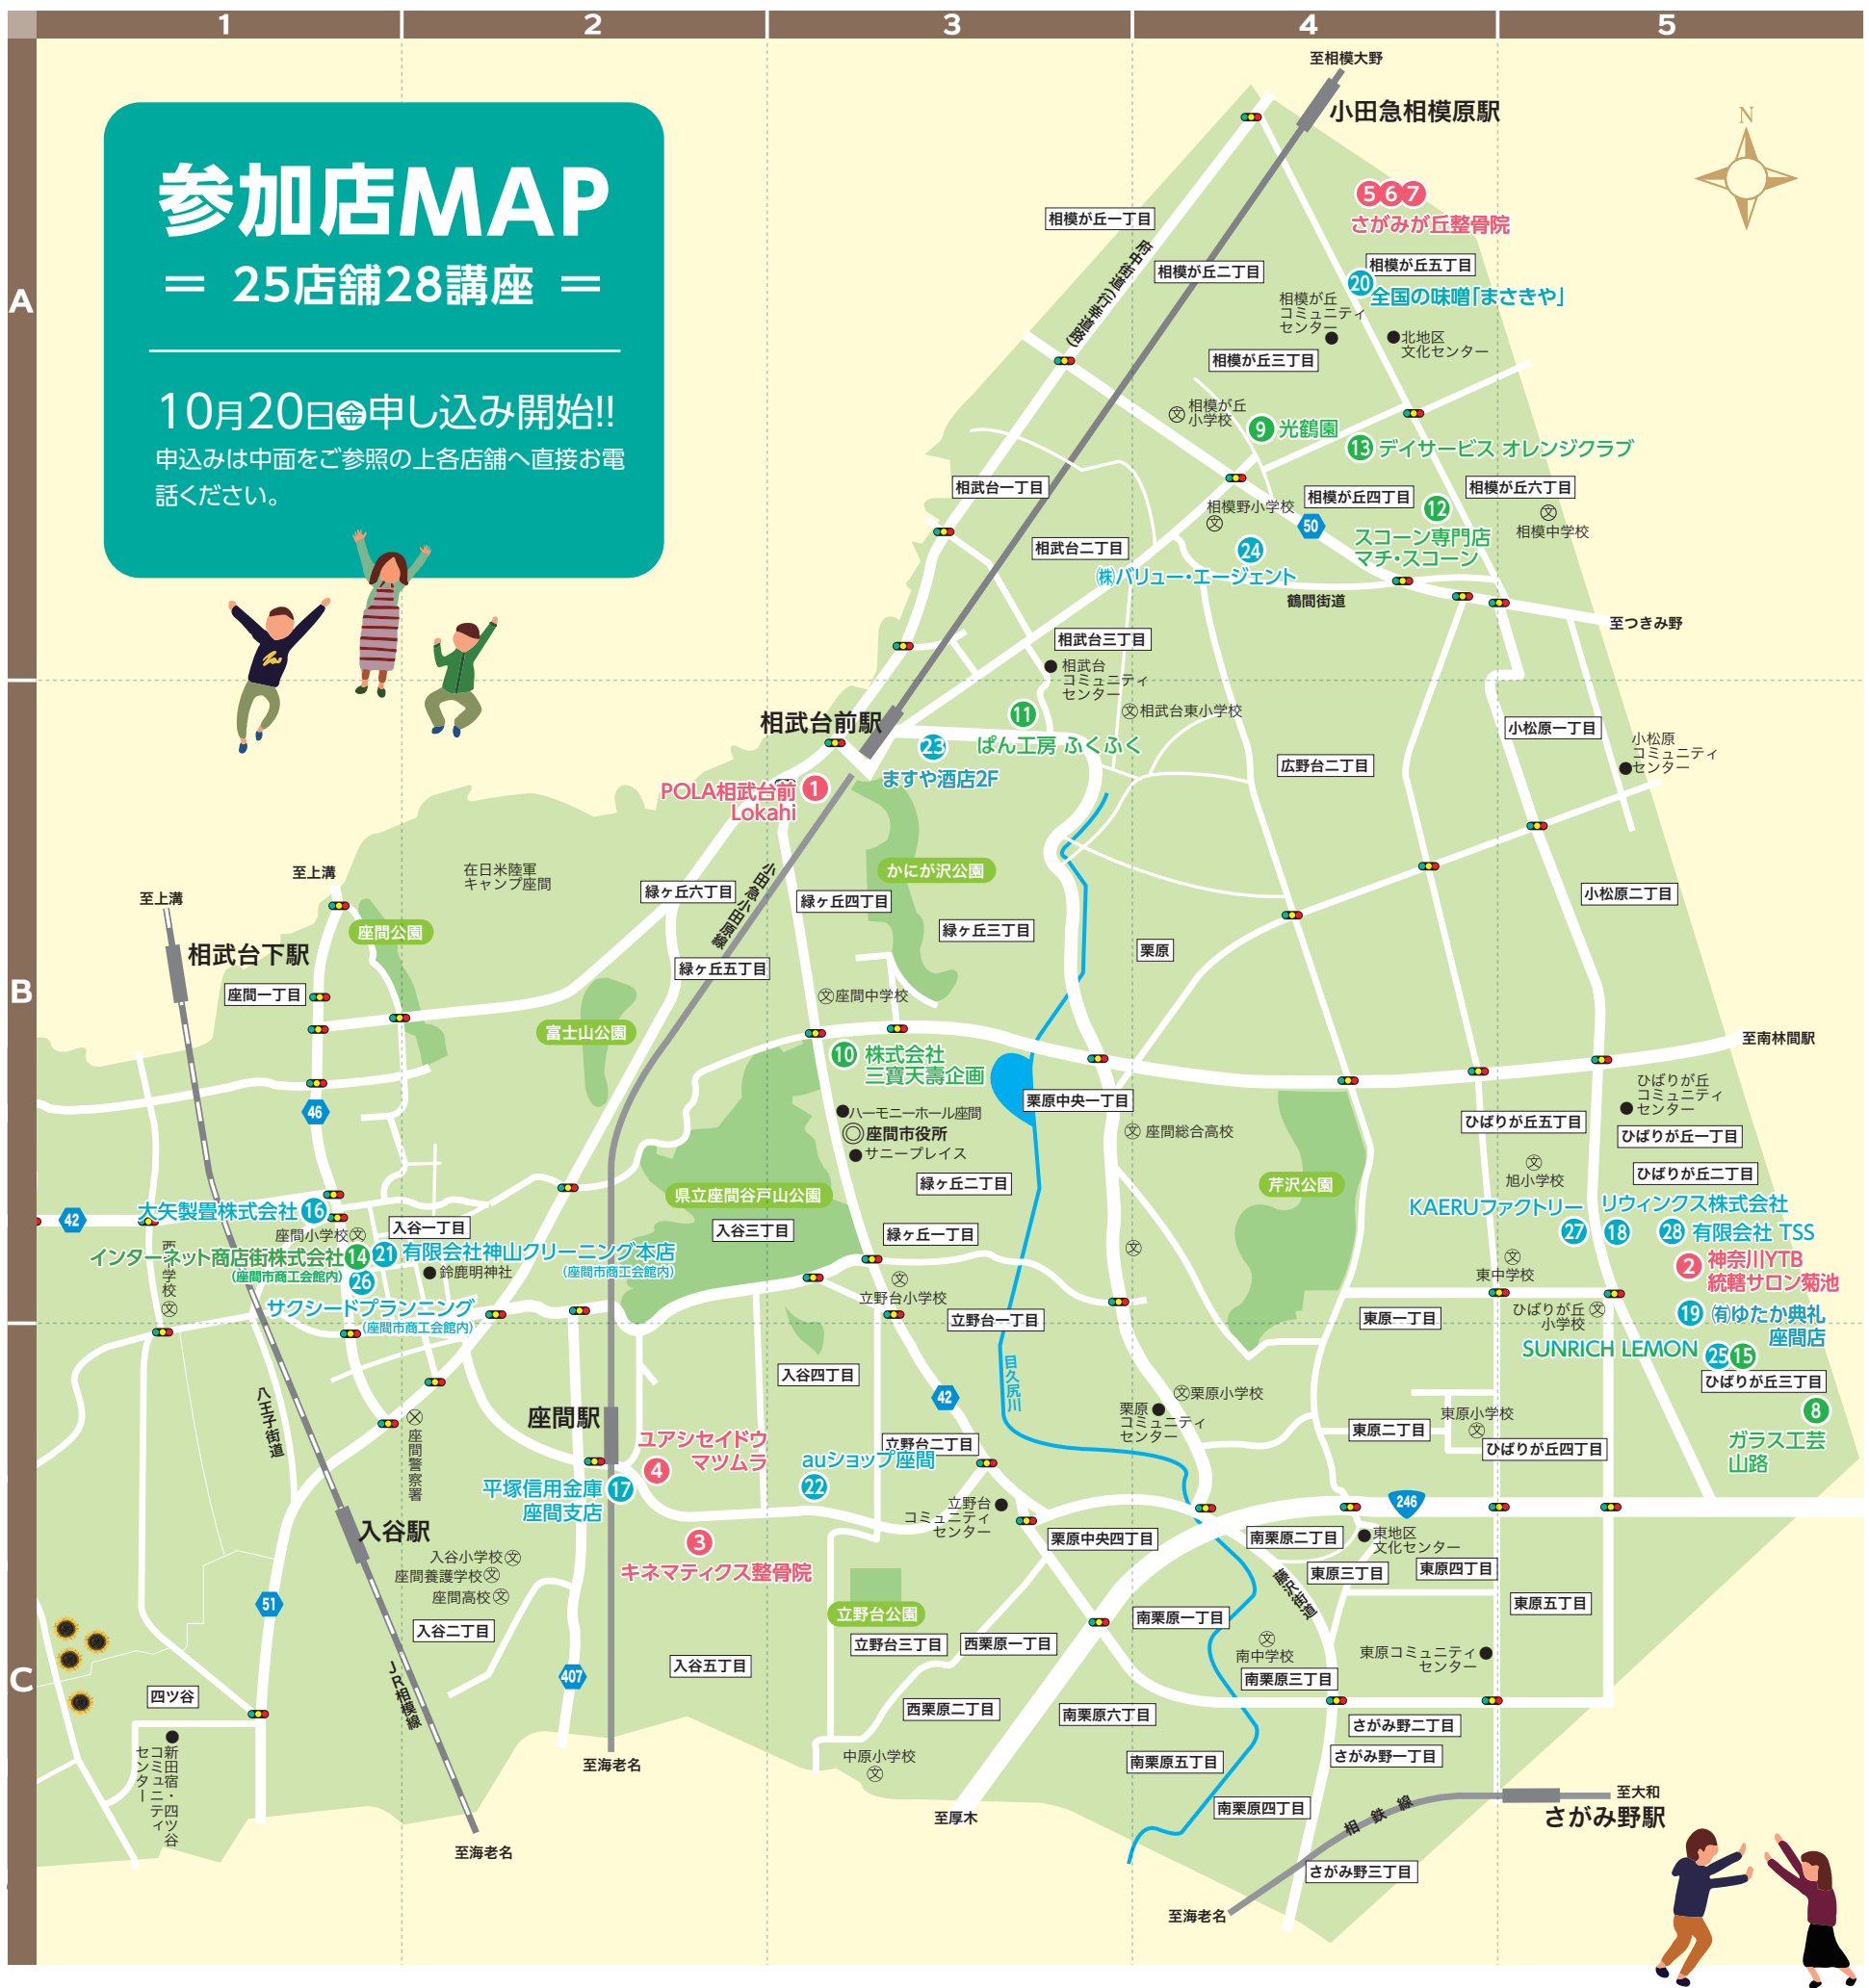 1
2
3
4
5
A
B
C
N
参加店MAP
= 25店舗28講座 =
10月20日㊎申し込み開始!!
申込みは中面をご参照の上各店舗へ直接お電
話ください。
至相模大野
小田急相模原駅
5 6 7
さがみが丘整骨院
相模が丘一丁目
府中街道(行幸道路)
相模が丘二丁目
相模が丘五丁目
20 全国の味噌「まさきや」
相模が丘
コミュニティ
センター
北地区
文化センター
相模が丘三丁目
文 相模が丘
小学校
9 光鶴園
13 デイサービス オレンジクラブ
相武台一丁目
相模が丘四丁目
相模が丘六丁目
相模野小学校
文
50
12
スコーン専門店
マチ・スコーン
文
相模中学校
相武台二丁目
24
㈱バリュー・エージェント
鶴間街道
至つきみ野
相武台三丁目
相武台
コミュニティ
センター
相武台前駅
11
ぱん工房 ふくふく
文 相武台東小学校
23
ますや酒店2F
小松原一丁目
小松原
コミュニティ
センター
広野台二丁目
POLA相武台前
Lokahi
1
至上溝
至上溝
在日米陸軍
キャンプ座間
緑ヶ丘六丁目
小田急小田原線
かにが沢公園
緑ヶ丘四丁目
小松原二丁目
座間公園
緑ヶ丘三丁目
栗原
相武台下駅
緑ヶ丘五丁目
座間一丁目
文 座間中学校
富士山公園
至南林間駅
10 株式会社
三寶天壽企画
栗原中央一丁目
ひばりが丘
コミュニティ
センター
46
ハーモニーホール座間
座間市役所
サニープレイス
文 座間総合高校
ひばりが丘五丁目
ひばりが丘一丁目
文
旭小学校
ひばりが丘二丁目
県立座間谷戸山公園
緑ヶ丘二丁目
芹沢公園
42
大矢製畳株式会社 16
入谷一丁目
入谷三丁目
緑ヶ丘一丁目
KAERUファクトリー
27
リウィンクス株式会社
18
28 有限会社 TSS
座間小学校 文
インターネット商店街株式会社 14
(座間市商工会館内)
21 有限会社神山クリーニング本店
(座間市商工会館内)
鈴鹿明神社
26
サクシードプランニング
(座間市商工会館内)
文
文
文
立野台小学校
文
東中学校
2 神奈川YTB
統轄サロン菊池
立野台一丁目
東原一丁目
ひばりが丘 文
小学校
19 ㈲ゆたか典礼
座間店
SUNRICH LEMON 25 15
ひばりが丘三丁目
8
ガラス工芸
山路
入谷四丁目
目久尻川
42
文 栗原小学校
栗原
コミュニティ
センター
東原小学校
文
東原二丁目
ひばりが丘四丁目
八王子街道
座間警察署
座間駅
ユアシセイドウ
マツムラ
4
auショップ座間
22
立野台二丁目
平塚信用金庫 17
座間支店
246
立野台
コミュニティ
センター
入谷駅
3
キネマティクス整骨院
栗原中央四丁目
南栗原二丁目
東地区
文化センター
入谷小学校 文
座間養護学校 文
座間高校 文
藤沢街道
東原三丁目
東原四丁目
51
立野台公園
東原五丁目
入谷二丁目
立野台三丁目
西栗原一丁目
南栗原一丁目
文
南中学校
東原コミュニティ
センター
JR相模線
407
入谷五丁目
南栗原三丁目
四ツ谷
西栗原二丁目
南栗原六丁目
さがみ野二丁目
新田宿・四ツ谷
コミュニティ
センター
至海老名
中原小学校
文
南栗原五丁目
さがみ野一丁目
至海老名
至厚木
南栗原四丁目
相鉄線
至大和
さがみ野駅
さがみ野三丁目
至海老名